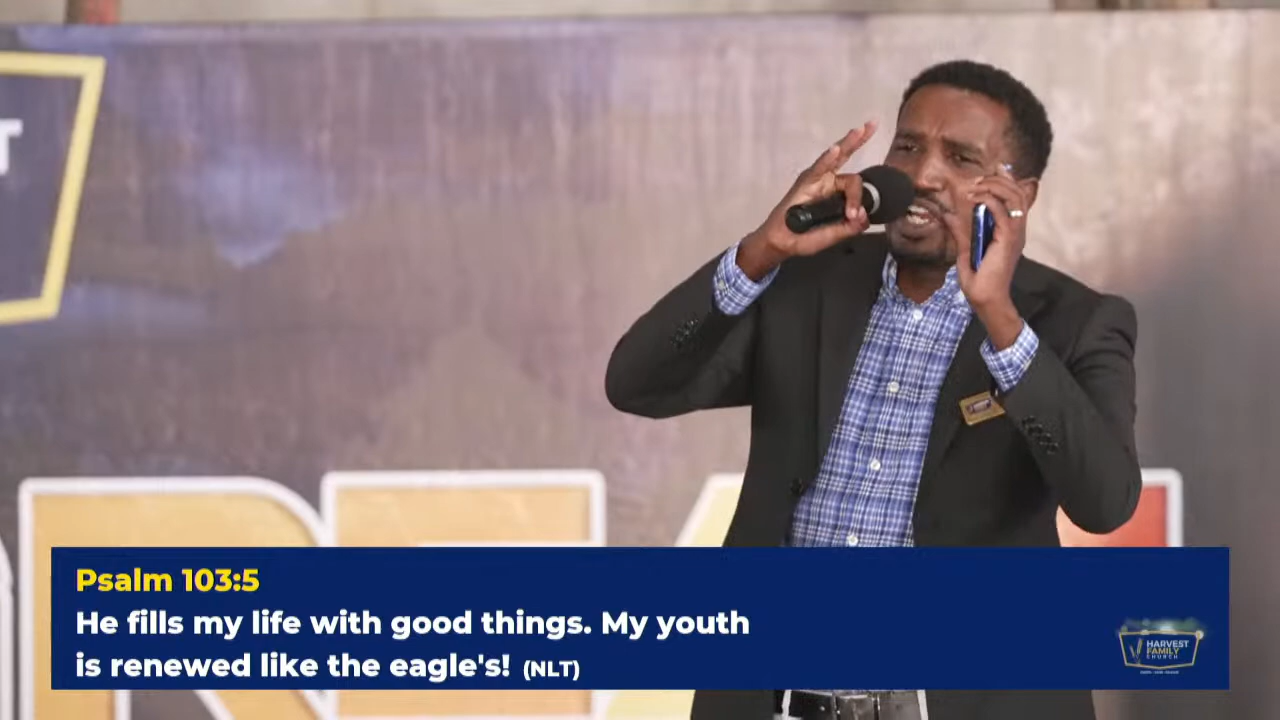 T
Psalm 103:5
He fills my life with good things. My youth
is renewed like the eagle's! (NLT)
HARVEST
FAMILY
CHURCH